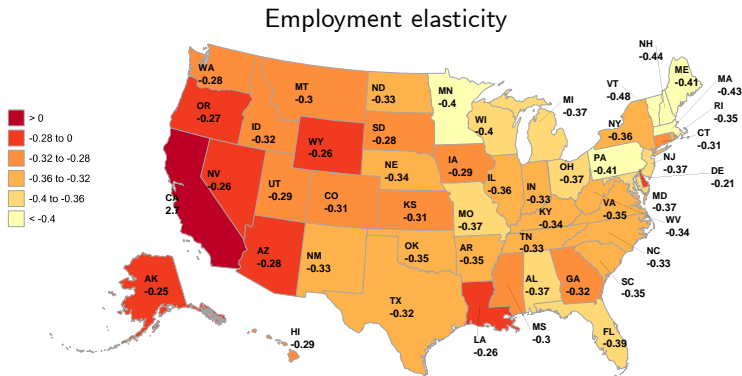 Employment elasticity
> 0
-0.28 to 0
-0.32 to -0.28
-0.36 to -0.32
-0.4 to -0.36
< -0.4
WA
-0.28
OR
-0.27
CA
2.7
NV
-0.26
ID
-0.32
MT
-0.3
WY
-0.26
UT
-0.29
AZ
-0.28
CO
-0.31
NM
-0.33
ND
-0.33
SD
-0.28
NE
-0.34
KS
-0.31
OK
-0.35
TX
-0.32
MN
-0.4
IA
-0.29
MO
-0.37
AR
-0.35
LA
-0.26
WI
-0.4
IL
-0.36
MI
-0.37
IN
-0.33
OH
-0.37
KY
-0.34
TN
-0.33
MS
-0.3
AL
-0.37
GA
-0.32
FL
-0.39
SC
-0.35
NC
-0.33
WV
-0.34
VA
-0.35
MD
-0.37
DE
-0.21
NJ
-0.37
PA
-0.41
NY
-0.36
CT
-0.31
RI
-0.35
MA
-0.43
ME
-0.41
NH
-0.44
VT
-0.48
AK
-0.25
HI
-0.29